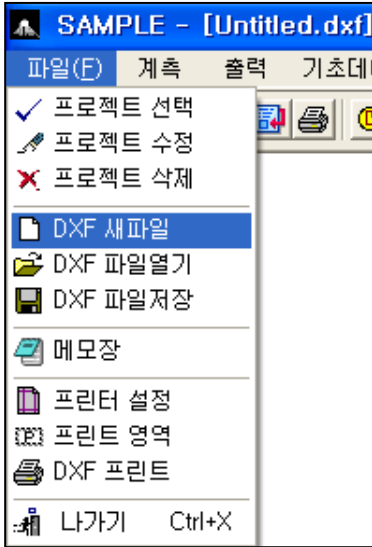 SAMPLE - [Untitled.dxf]
파일(F) 계측 출력 기초데
프로젝트 선택
프로젝트 수정
프로젝트 삭제
DXF 새파일
DXF 파일열기
DXF 파일저장
메모장
프린터 설정
프린트 영역
DXF 프린트
나가기 Ctrl+X